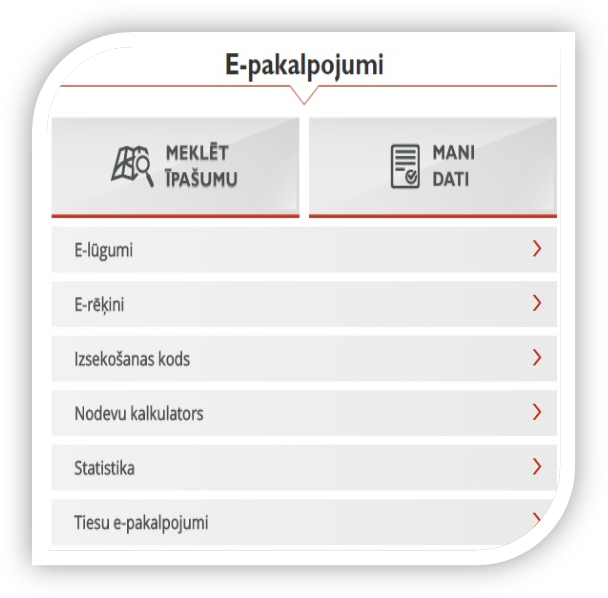 E-pakalpojumi
MEKLĒT
ĪPAŠUMU
MANI
DATI
E-lūgumi
E-rēķini
Izsekošanas kods
Nodevu kalkulators
Statistika
Tiesu e-pakalpojumi